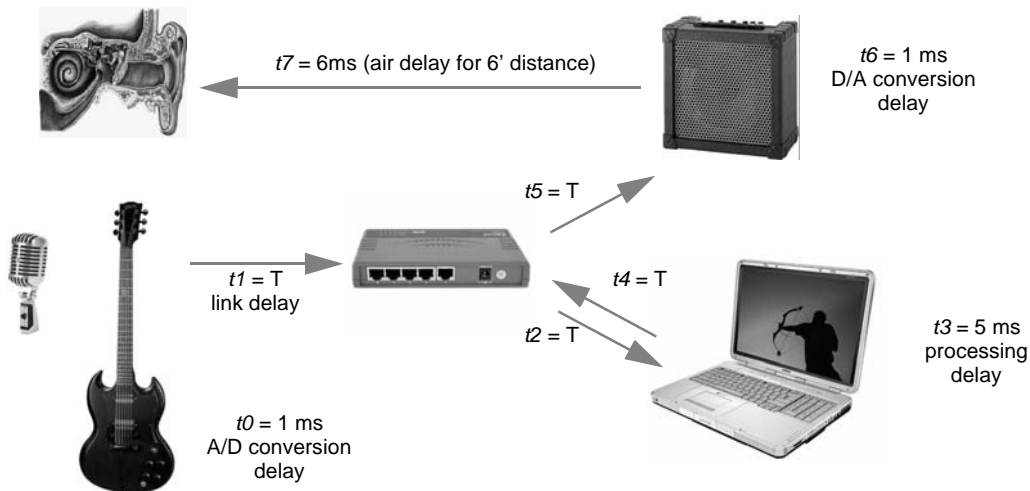 t7 = 6ms (air delay for 6' distance)
t6 = 1 ms
D/A conversion
delay
t5 = T
t1 = T
link delay
t4 = T
t2 = T
t3 = 5 ms
processing
delay
t0 = 1 ms
A/D conversion
delay